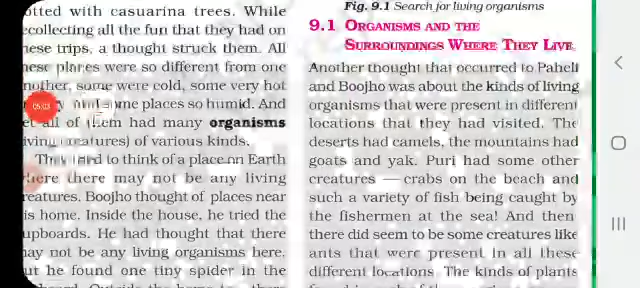 otted with casuarina trees. While
ecollecting all the fun that they had on
hese trips, a thought struck them. All
hese places were so different from one
nother, some were cold, some very hot
some places so humid. And
et all of them had many organisms
iving creatures) of various kinds.
They tried to think of a place on Earth
here there may not be any living
reatures. Boojho thought of places near
is home. Inside the house, he tried the
upboards. He had thought that there
may not be any living organisms here,
ut he found one tiny spider in the
Fig. 9.1 Search for living organisms
9.1 ORGANISMS AND THE
SURROUNDINGS WHERE THEY LIVE
Another thought that occurred to Paheli
and Boojho was about the kinds of living
organisms that were present in different
locations that they had visited. The
deserts had camels, the mountains had
goats and yak. Puri had some other
creatures — crabs on the beach and
such a variety of fish being caught by
the fishermen at the sea! And then
there did seem to be some creatures like
ants that were present in all these
different locations. The kinds of plants